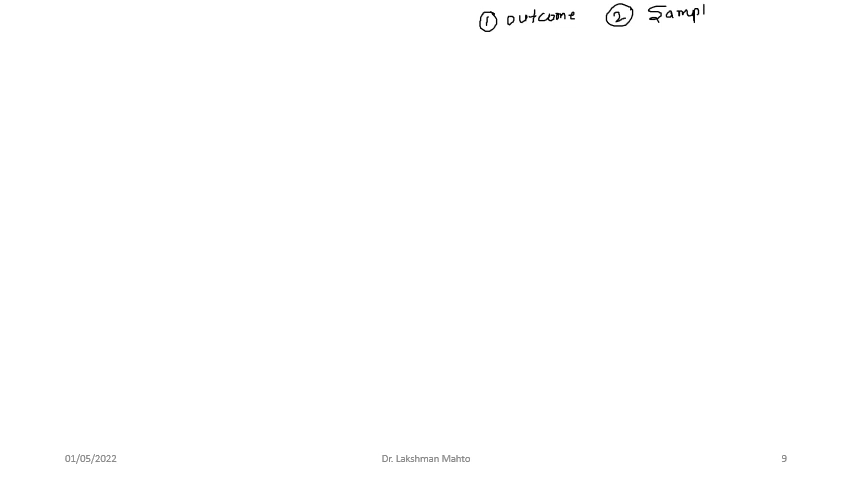 ① outcome ② Sampl
01/05/2022 Dr. Lakshman Mahto 9